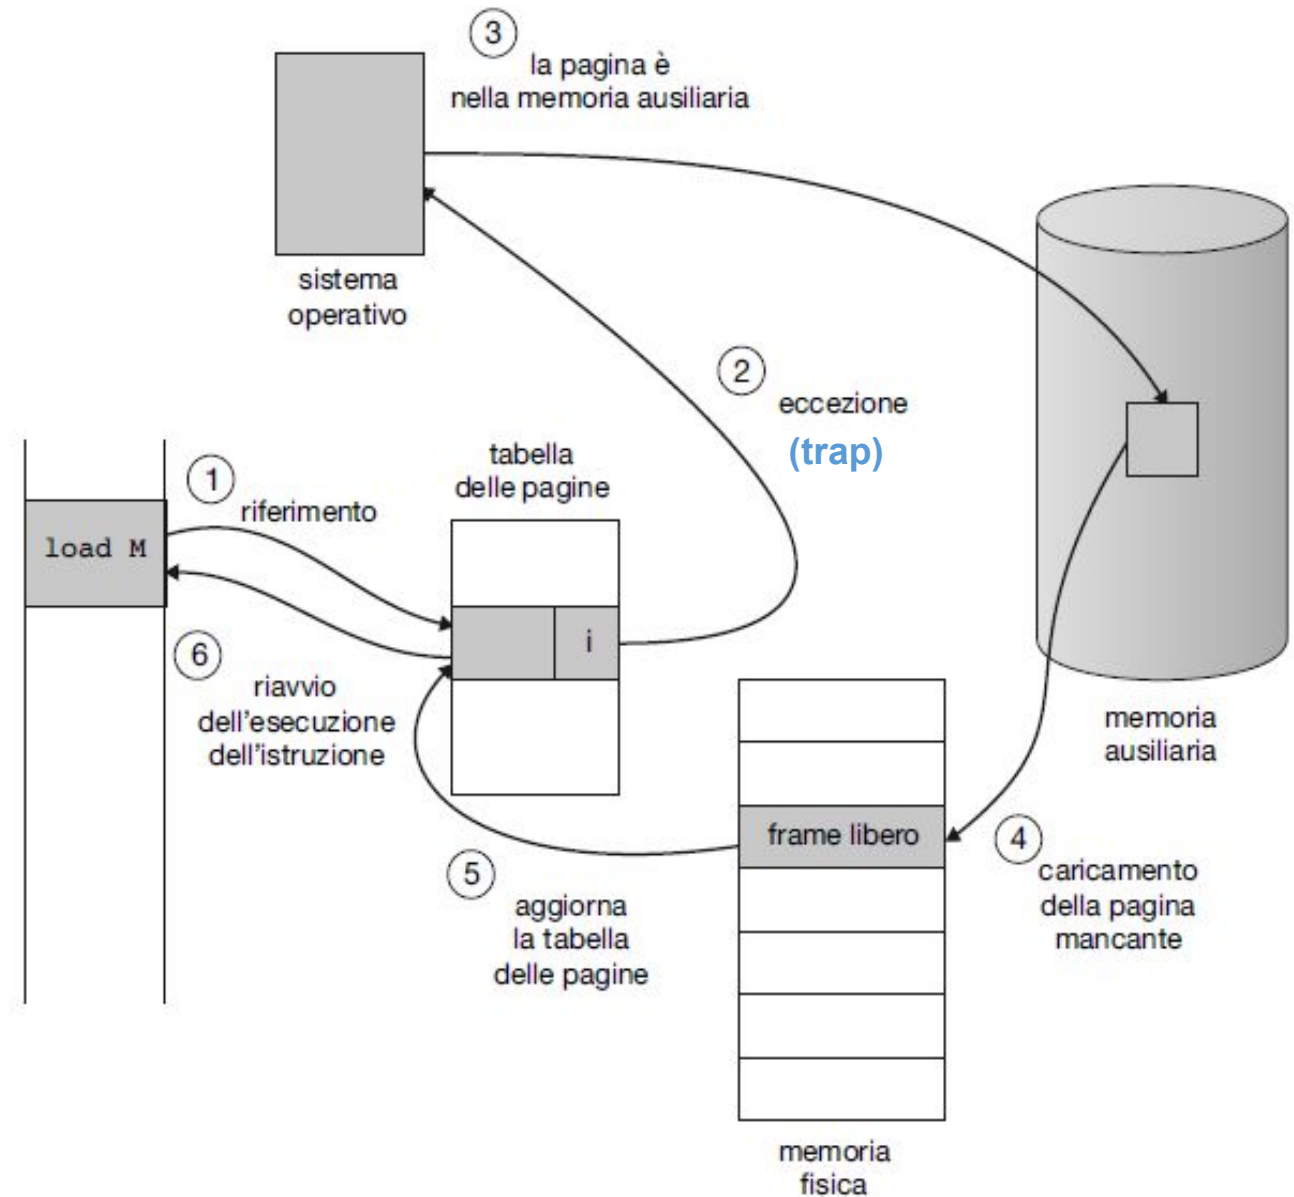 3
la pagina è
nella memoria ausiliaria
sistema
operativo
2
eccezione
(trap)
tabella
delle pagine
1
riferimento
load M
i
6
riavvio
dell'esecuzione
dell'istruzione
memoria
ausiliaria
frame libero
4
caricamento
della pagina
mancante
5
aggiorna
la tabella
delle pagine
memoria
fisica